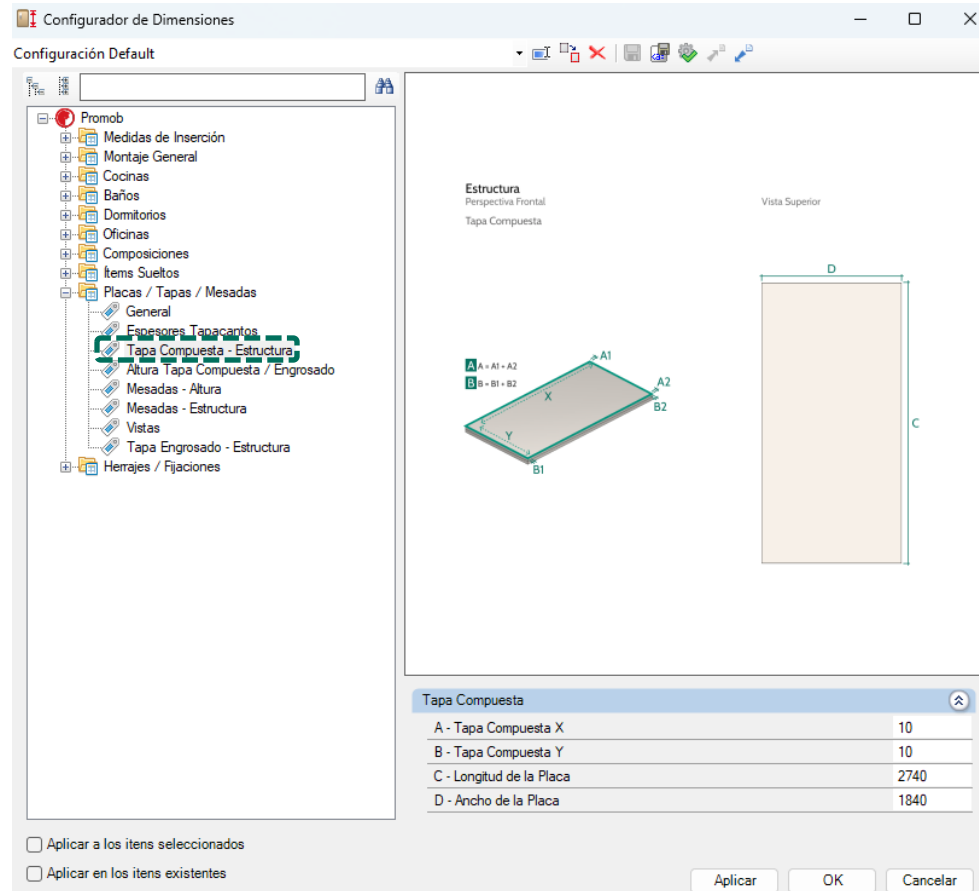 Configurador de Dimensiones
Configuración Default
Promob
Medidas de Inserción
Montaje General
Cocinas
Baños
Dormitorios
Oficinas
Composiciones
Ítems Sueltos
Placas / Tapas / Mesadas
General
Espesores Tapacantos
Tapa Compuesta - Estructura
Altura Tapa Compuesta / Engrosado
Mesadas - Altura
Mesadas - Estructura
Vistas
Tapa Engrosado - Estructura
Herrajes / Fijaciones
Estructura
Perspectiva Frontal
Tapa Compuesta
Vista Superior
A A = A1 + A2
B B = B1 + B2
A1
A2
B2
X
Y
B1
D
C
Tapa Compuesta
A - Tapa Compuesta X 10
B - Tapa Compuesta Y 10
C - Longitud de la Placa 2740
D - Ancho de la Placa 1840
Aplicar a los itens seleccionados
Aplicar en los itens existentes
Aplicar OK Cancelar